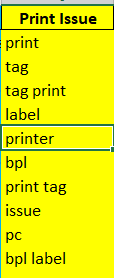 Print Issue
print
tag
tag print
label
printer
bpl
print tag
issue
pc
bpl label